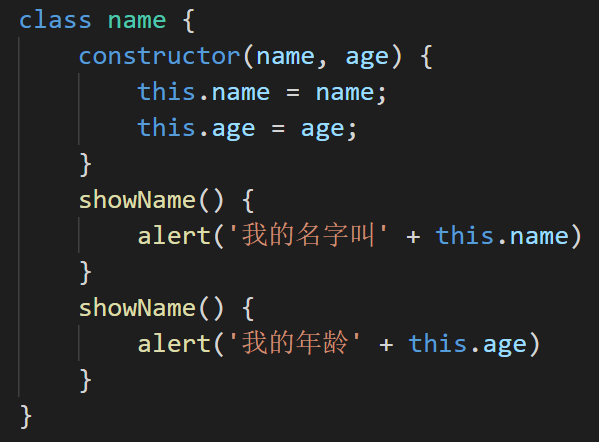 class name {
    constructor(name, age) {
        this.name = name;
        this.age = age;
    }
    showName() {
        alert('我的名字叫' + this.name)
    }
    showName() {
        alert('我的年龄' + this.age)
    }
}